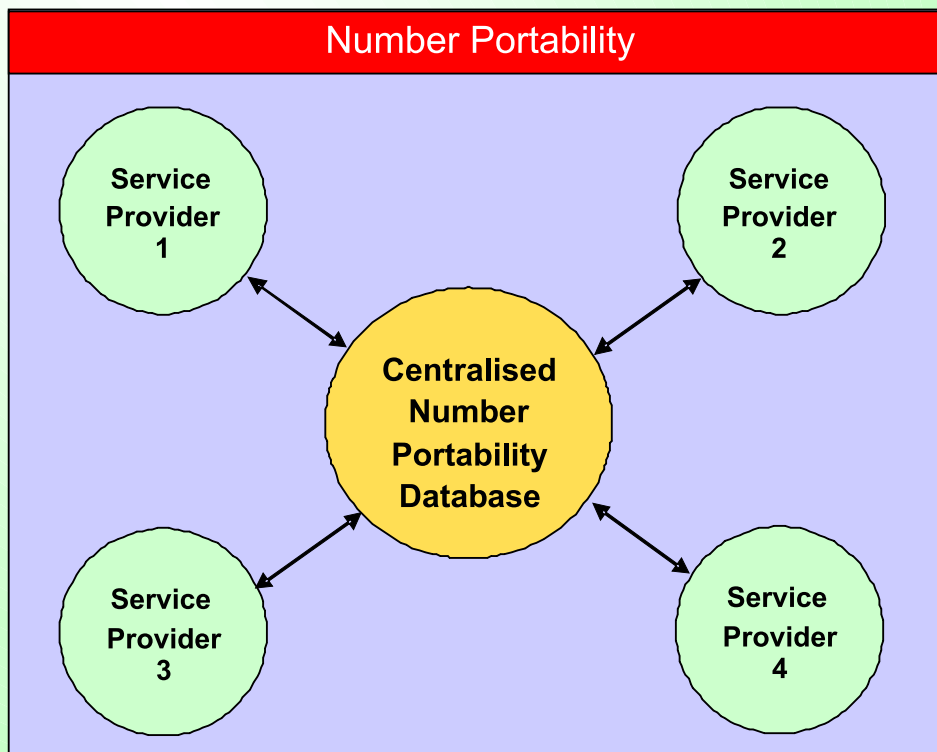 Number Portability
Service
Provider
1
Service
Provider
2
Centralised
Number
Portability
Database
Service
Provider
3
Service
Provider
4